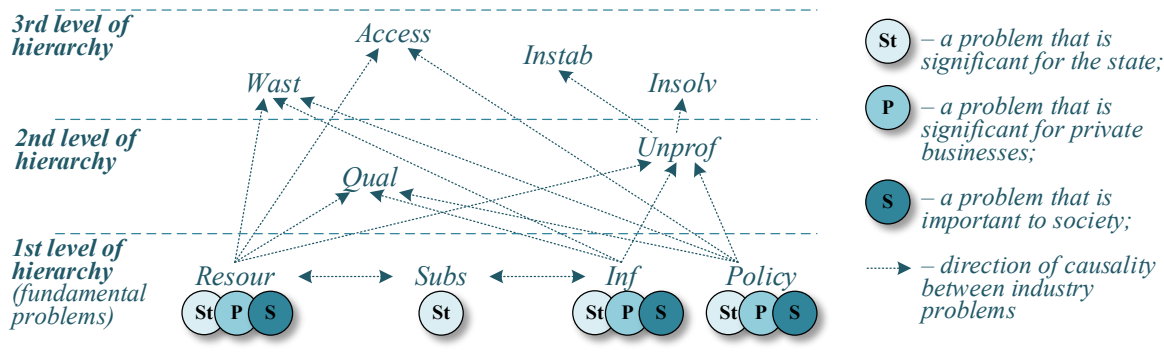 3rd level of
hierarchy
Access
Instab
Wast
Insolv
2nd level of
hierarchy
Unprof
Qual
1st level of
hierarchy
(fundamental
problems)
Resour
Subs
Inf
Policy
St P S
St
St P S
St P S
St – a problem that is
significant for the state;
P – a problem that is
significant for private
businesses;
S – a problem that is
important to society;
– direction of causality
between industry
problems